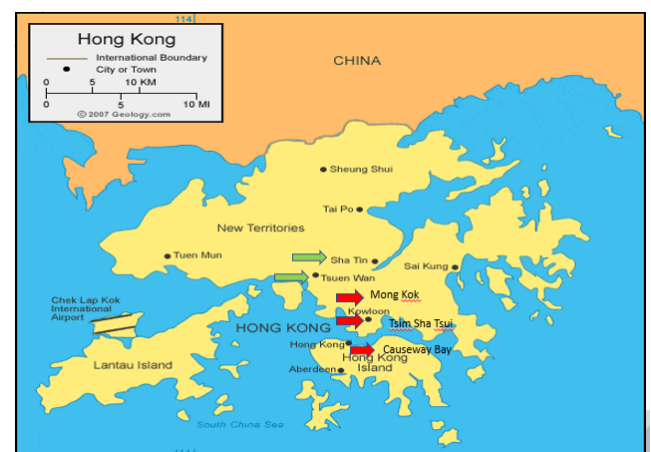 114
Hong Kong
International Boundary
City or Town
0 5 10 KM
0 5 10 MI
© 2007 Geology.com
CHINA
Sheung Shui
Tai Po
New Territories
Tuen Mun
Sha Tin
Sai Kung
Tsuen Wan
Mong Kok
Chek Lap Kok
International
Airport
Kowloon
Tsim Sha Tsui
HONG KONG
Hong Kong
Causeway Bay
Hong Kong
Island
Lantau Island
Aberdeen
South China Sea